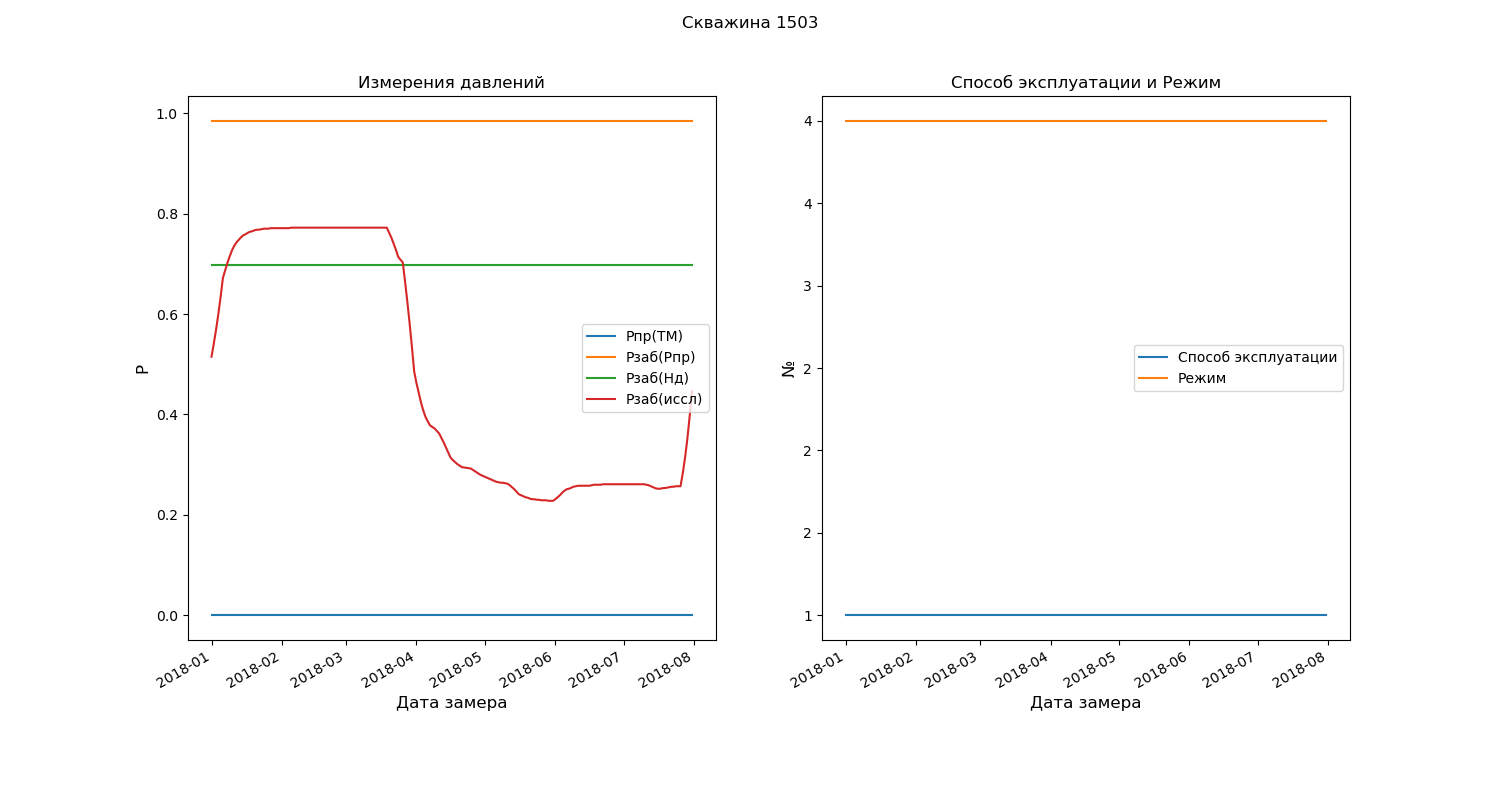 Скважина 1503
Измерения давлений
1.0
0.8
0.6
0.4
0.2
0.0
P
Pпр(ТМ)
Pзаб(Pпр)
Pзаб(Нд)
Pзаб(иссл)
2018-01
2018-02
2018-03
2018-04
2018-05
2018-06
2018-07
2018-08
Дата замера
Способ эксплуатации и Режим
4
4
3
2
2
2
1
№
Способ эксплуатации
Режим
2018-01
2018-02
2018-03
2018-04
2018-05
2018-06
2018-07
2018-08
Дата замера